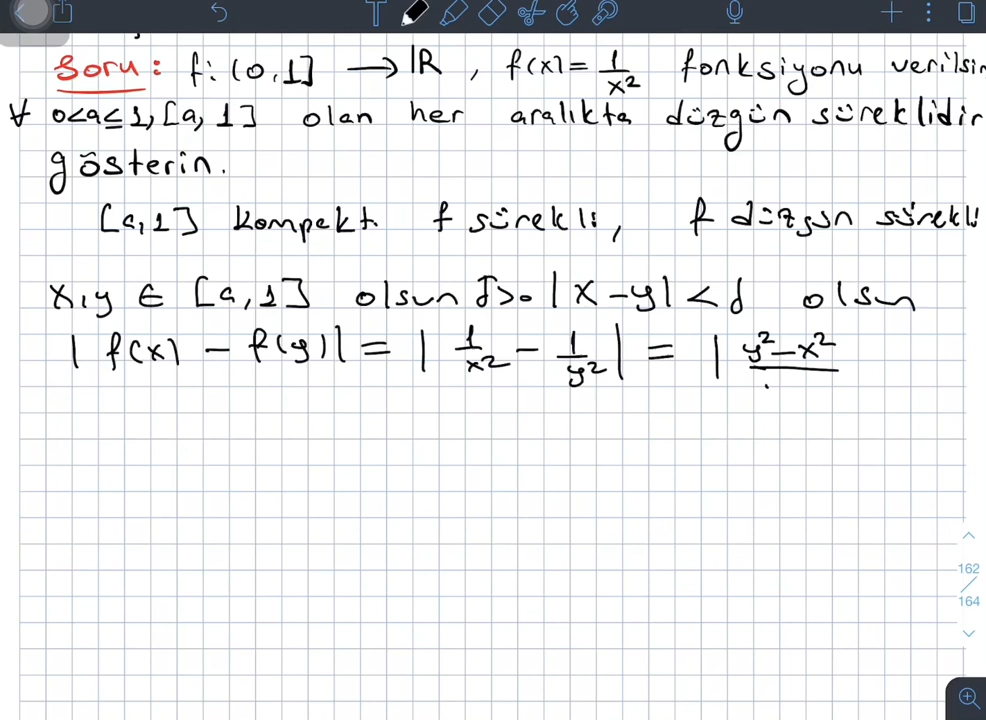 Soru: f: (0,1] → ℝ, f(x) = 1/x² fonksiyonu verilsin
∀ 0<a≤1, [a, 1] olan her aralıkta düzgün süreklidir
gösterin.
[a,1] kompakt f sürekli, f düzgün sürekli
x,y ∈ [a,1] olsun δ>0 |x-y| < δ olsun
|f(x) - f(y)| = |1/x² - 1/y²| = |y²-x²
162
164